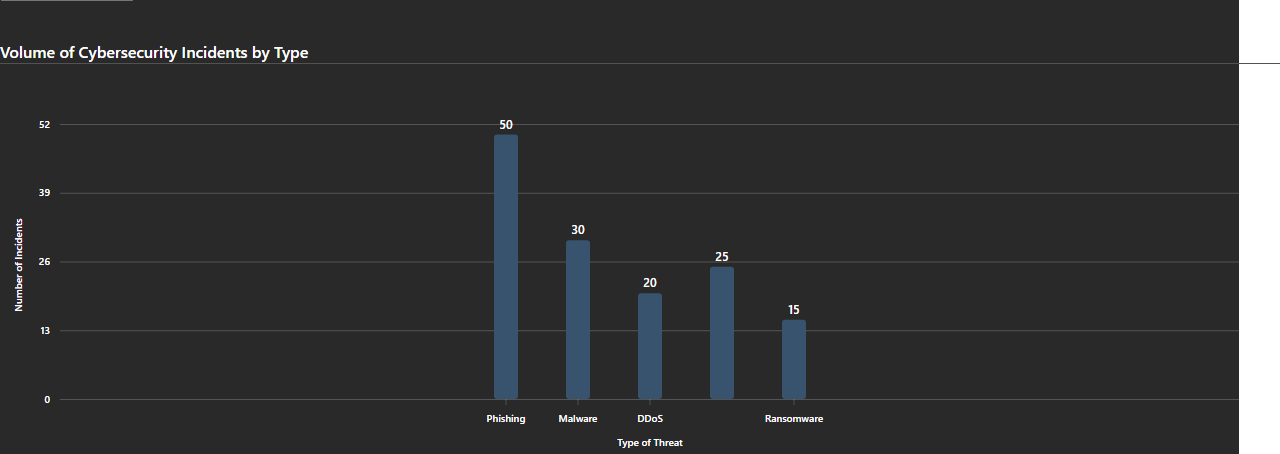 Volume of Cybersecurity Incidents by Type
52
39
26
13
0
Number of Incidents
50
30
20
25
15
Phishing
Malware
DDoS
Ransomware
Type of Threat